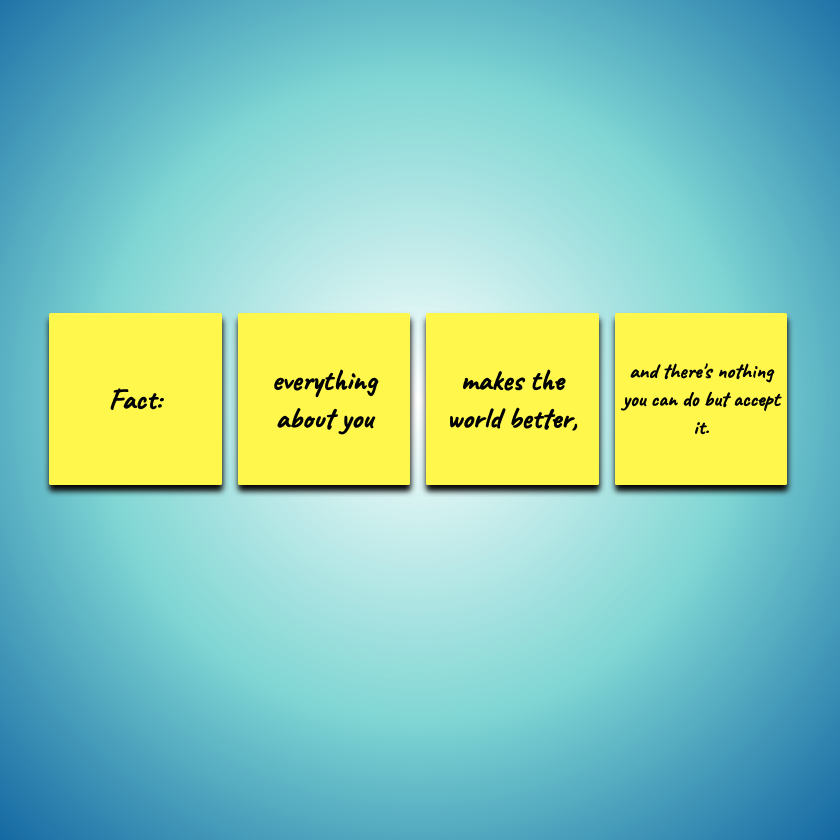 Fact:
everything
about you
makes the
world better,
and there's nothing
you can do but accept
it.